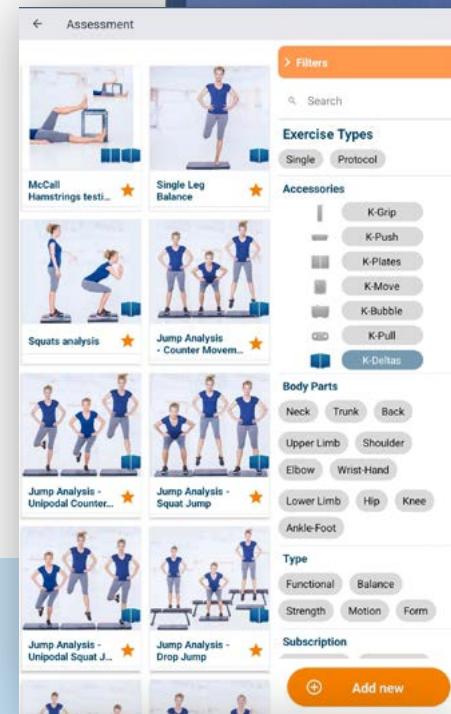 Assessment
McCall
Hamstrings testi...
Single Leg
Balance
Squats analysis
Jump Analysis
- Counter Movem...
Jump Analysis -
Unipodal Counter...
Jump Analysis -
Squat Jump
Jump Analysis -
Unipodal Squat J...
Jump Analysis -
Drop Jump
Filters
Search
Exercise Types
Single Protocol
Accessories
K-Grip
K-Push
K-Plates
K-Move
K-Bubble
K-Pull
K-Deltas
Body Parts
Neck Trunk Back
Upper Limb Shoulder
Elbow Wrist-Hand
Lower Limb Hip Knee
Ankle-Foot
Type
Functional Balance
Strength Motion Form
Subscription
Add new